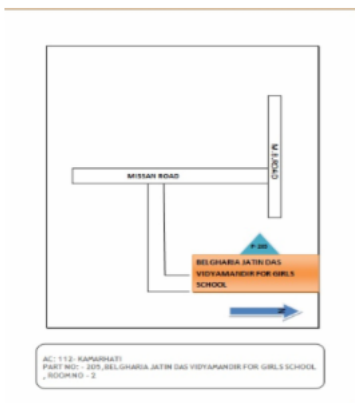 M.B.ROAD
MISSAN ROAD
P-205
BELGHARIA JATIN DAS
VIDYAMANDIR FOR GIRLS
SCHOOL
AC: 112- KAMARHATI
PART NO: - 205,BELGHARIA JATIN DAS VIDYAMANDIR FOR GIRLS SCHOOL
, ROOM NO - 2